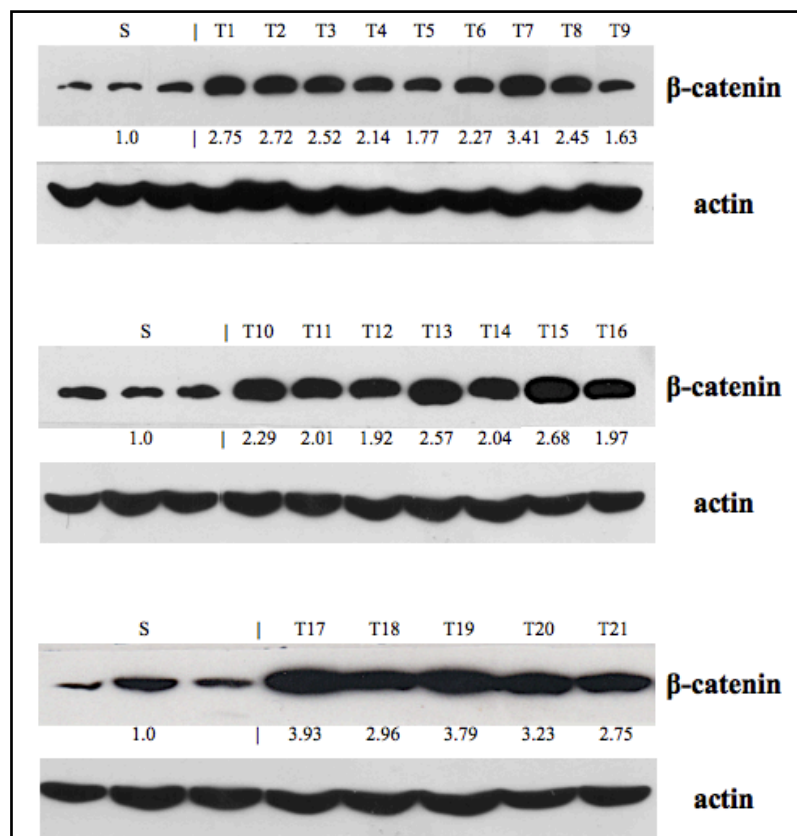 S | T1 T2 T3 T4 T5 T6 T7 T8 T9
β-catenin
1.0 | 2.75 2.72 2.52 2.14 1.77 2.27 3.41 2.45 1.63
actin
S | T10 T11 T12 T13 T14 T15 T16
β-catenin
1.0 | 2.29 2.01 1.92 2.57 2.04 2.68 1.97
actin
S | T17 T18 T19 T20 T21
β-catenin
1.0 | 3.93 2.96 3.79 3.23 2.75
actin